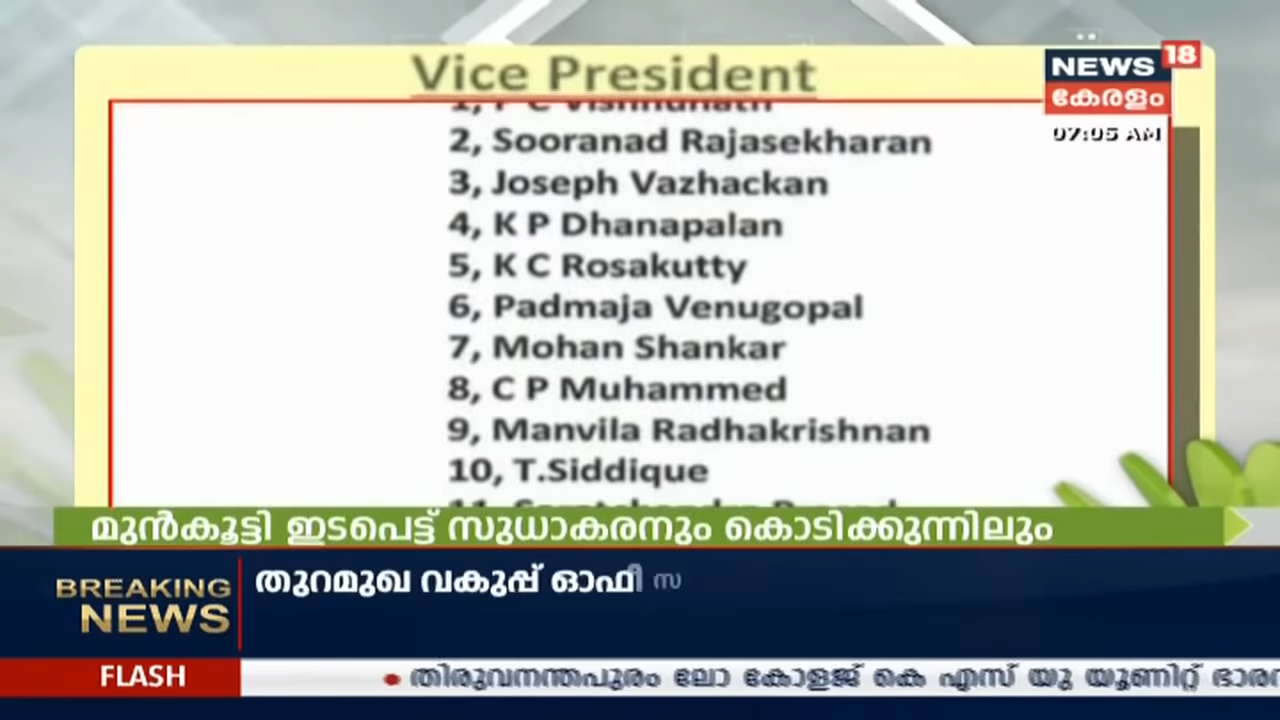 Vice President
NEWS 18
കേരളം
07:05 AM
1, P C Vishnunath
2, Sooranad Rajasekharan
3, Joseph Vazhackan
4, K P Dhanapalan
5, K C Rosakutty
6, Padmaja Venugopal
7, Mohan Shankar
8, C P Muhammed
9, Manvila Radhakrishnan
10, T.Siddique
മുൻകൂട്ടി ഇടപെട്ട് സുധാകരനും കൊടിക്കുന്നിലും
BREAKING NEWS
തുറമുഖ വകുപ്പ് ഓഫീ സ
FLASH
തിരുവനന്തപുരം ലോ കോളജ് കെ എസ് യു യൂണിറ്റ്